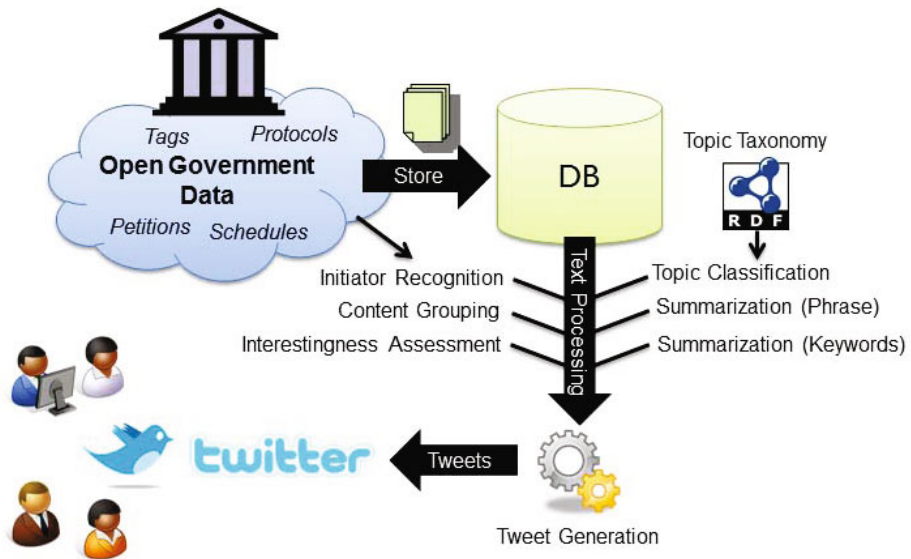 Tags
Protocols
Open Government
Data
Petitions
Schedules
Store
DB
Topic Taxonomy
RDF
Text Processing
Initiator Recognition
Content Grouping
Interestingness Assessment
Topic Classification
Summarization (Phrase)
Summarization (Keywords)
twitter
Tweets
Tweet Generation